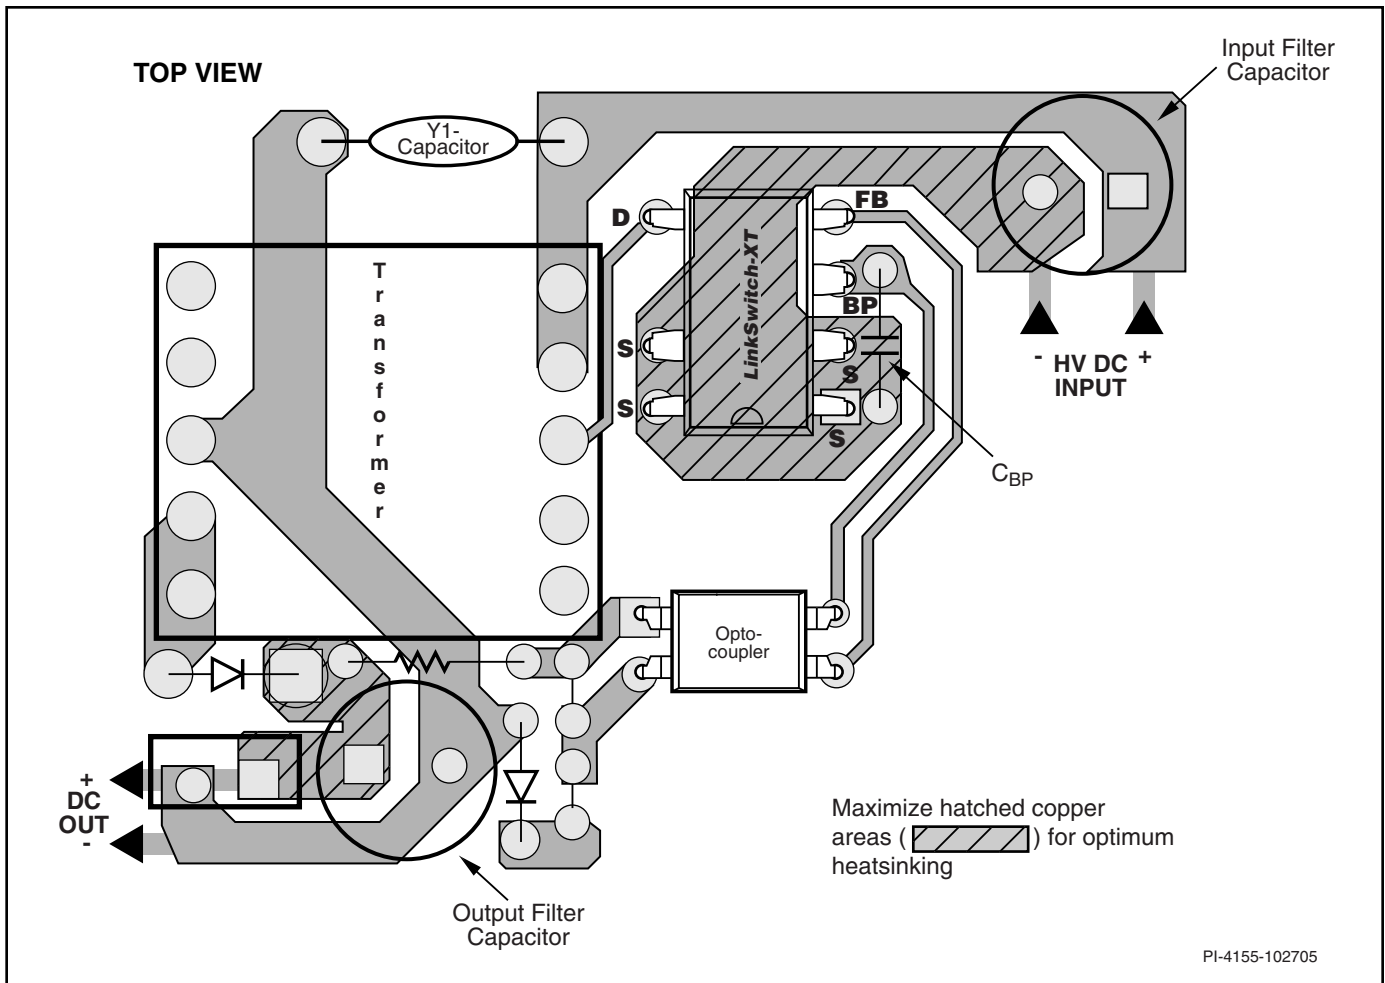 TOP VIEW
Input Filter
Capacitor
Y1-
Capacitor
D
FB
Transformer
LinkSwitch-XT
BP
S
S
S
S
- HV DC +
INPUT
CBP
Opto-
coupler
+
DC
OUT
-
Maximize hatched copper
areas ( ) for optimum
heatsinking
Output Filter
Capacitor
PI-4155-102705